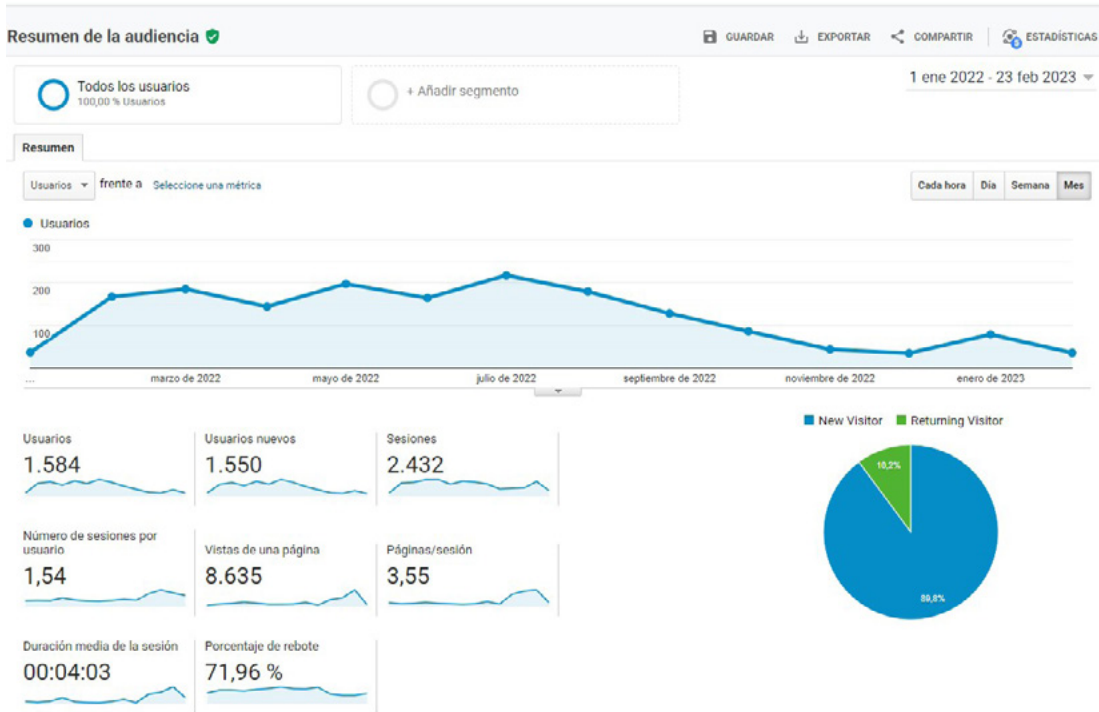 Resumen de la audiencia
GUARDAR EXPORTAR COMPARTIR ESTADÍSTICAS
Todos los usuarios
100,00 % Usuarios
+ Añadir segmento
1 ene 2022 - 23 feb 2023
Resumen
Usuarios frente a Seleccione una métrica
Cada hora Día Semana Mes
Usuarios
300
200
100
... marzo de 2022 mayo de 2022 julio de 2022 septiembre de 2022 noviembre de 2022 enero de 2023
New Visitor Returning Visitor
Usuarios
1.584
Usuarios nuevos
1.550
Sesiones
2.432
Número de sesiones por
usuario
1,54
Vistas de una página
8.635
Páginas/sesión
3,55
Duración media de la sesión
00:04:03
Porcentaje de rebote
71,96 %
10,2%
89,8%